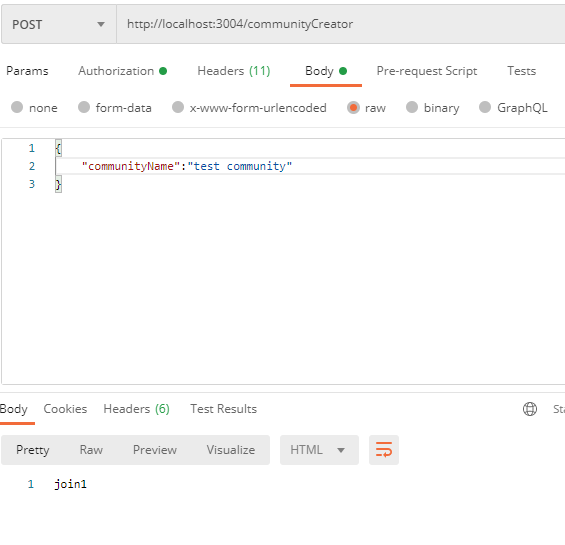 POST http://localhost:3004/communityCreator
Params Authorization Headers (11) Body Pre-request Script Tests
none form-data x-www-form-urlencoded raw binary GraphQL
1 {
2 "communityName":"test community"
3 }
Body Cookies Headers (6) Test Results
Pretty Raw Preview Visualize HTML
1 join1